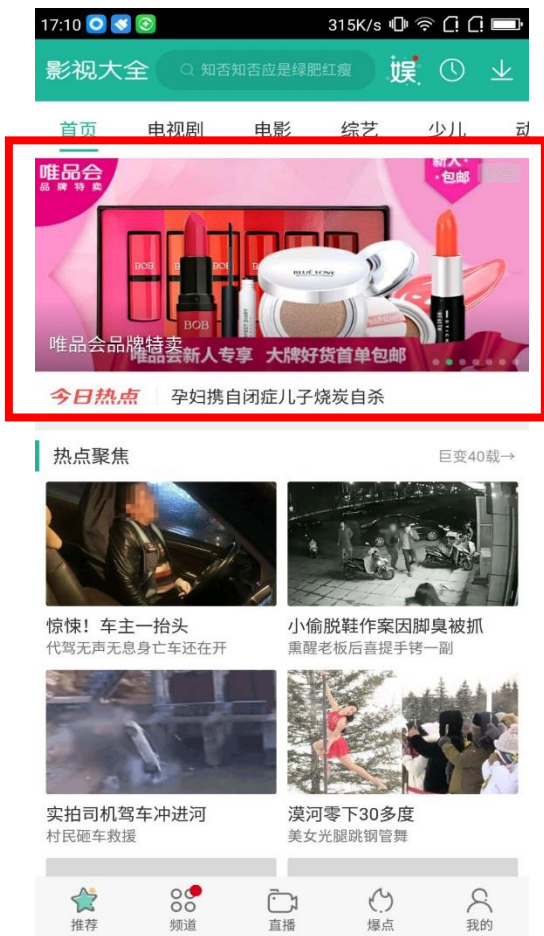 17:10
315K/s
影视大全
知否知否应是绿肥红瘦
娱
首页 电视剧 电影 综艺 少儿 动
唯品会
品牌特卖
新人·
·包邮
BOB
BOB
BLUE LOVE
唯品会品牌特卖
唯品会新人专享 大牌好货首单包邮
今日热点 孕妇携自闭症儿子烧炭自杀
热点聚焦
巨变40载→
惊悚！车主一抬头
代驾无声无息身亡车还在开
小偷脱鞋作案因脚臭被抓
熏醒老板后喜提手铐一副
实拍司机驾车冲进河
村民砸车救援
漠河零下30多度
美女光腿跳钢管舞
推荐 频道 直播 爆点 我的